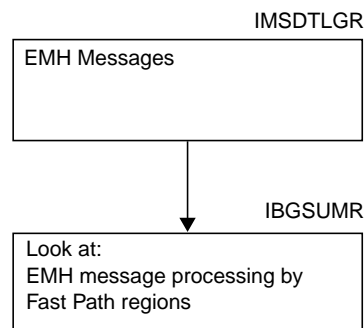 IMSDTLGR
EMH Messages
IBGSUMR
Look at:
EMH message processing by
Fast Path regions